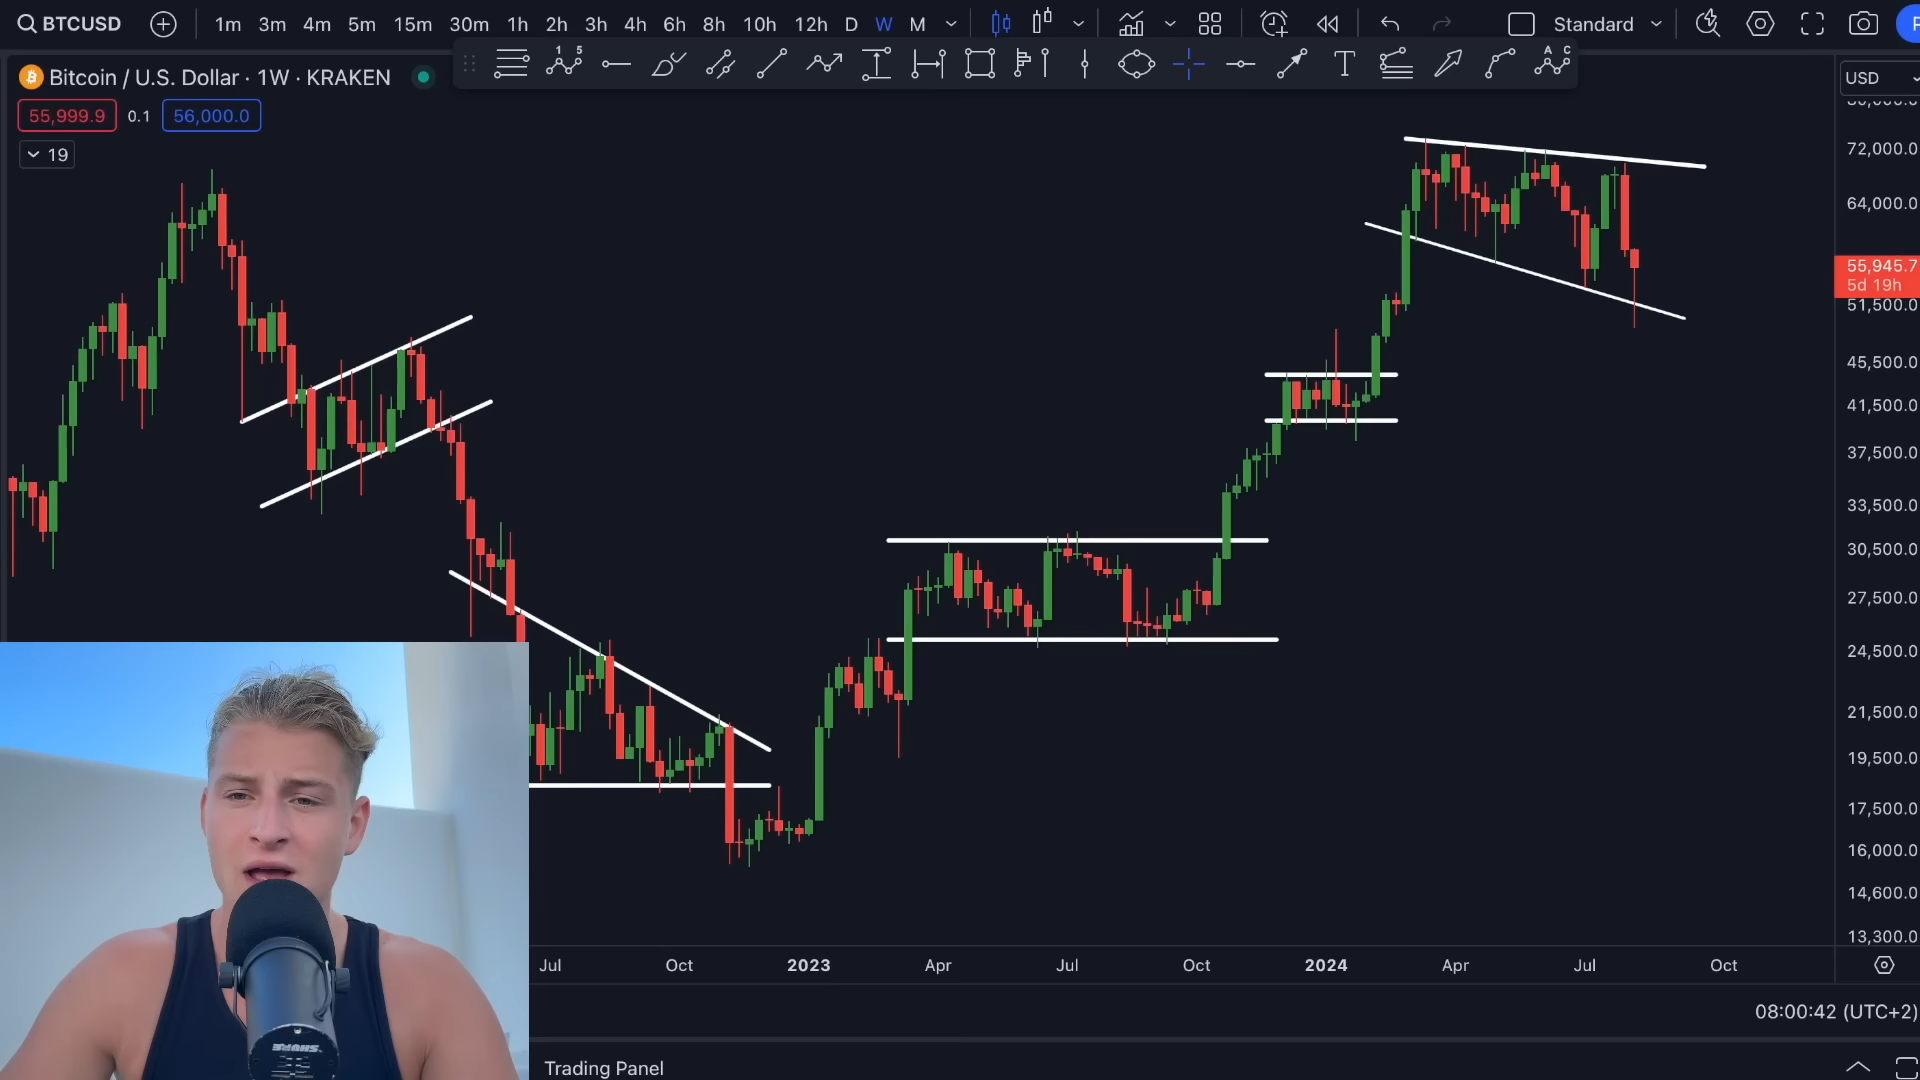 BTCUSD
1m 3m 4m 5m 15m 30m 1h 2h 3h 4h 6h 8h 10h 12h D W M
Standard
1 5
A C
Bitcoin / U.S. Dollar · 1W · KRAKEN
USD
55,999.9 0.1 56,000.0
19
72,000.0
64,000.0
55,945.7
5d 19h
51,500.0
45,500.0
41,500.0
37,500.0
33,500.0
30,500.0
27,500.0
24,500.0
21,500.0
19,500.0
17,500.0
16,000.0
14,600.0
13,300.0
Jul Oct 2023 Apr Jul Oct 2024 Apr Jul Oct
08:00:42 (UTC+2)
SHURE
Trading Panel